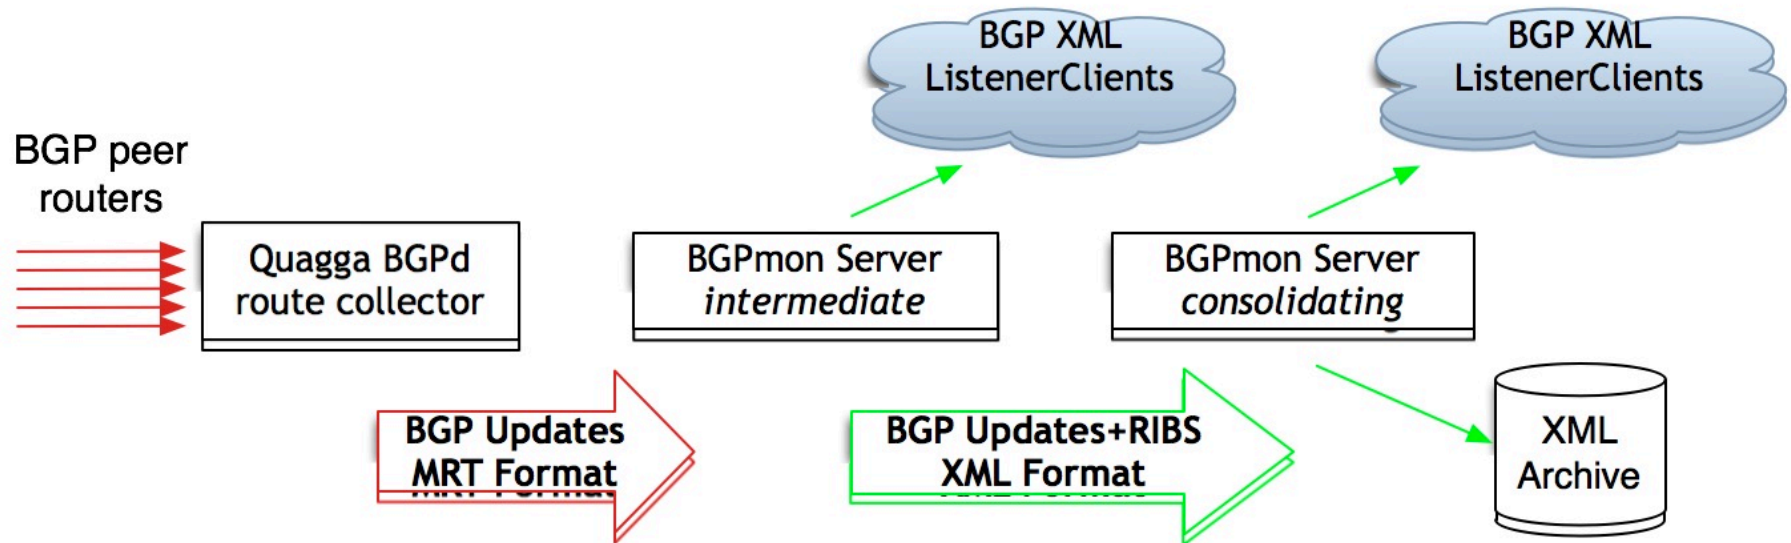 BGP XML
ListenerClients
BGP XML
ListenerClients
BGP peer
routers
Quagga BGPd
route collector
BGPmon Server
intermediate
BGPmon Server
consolidating
BGP Updates
MRT Format
BGP Updates+RIBS
XML Format
XML
Archive